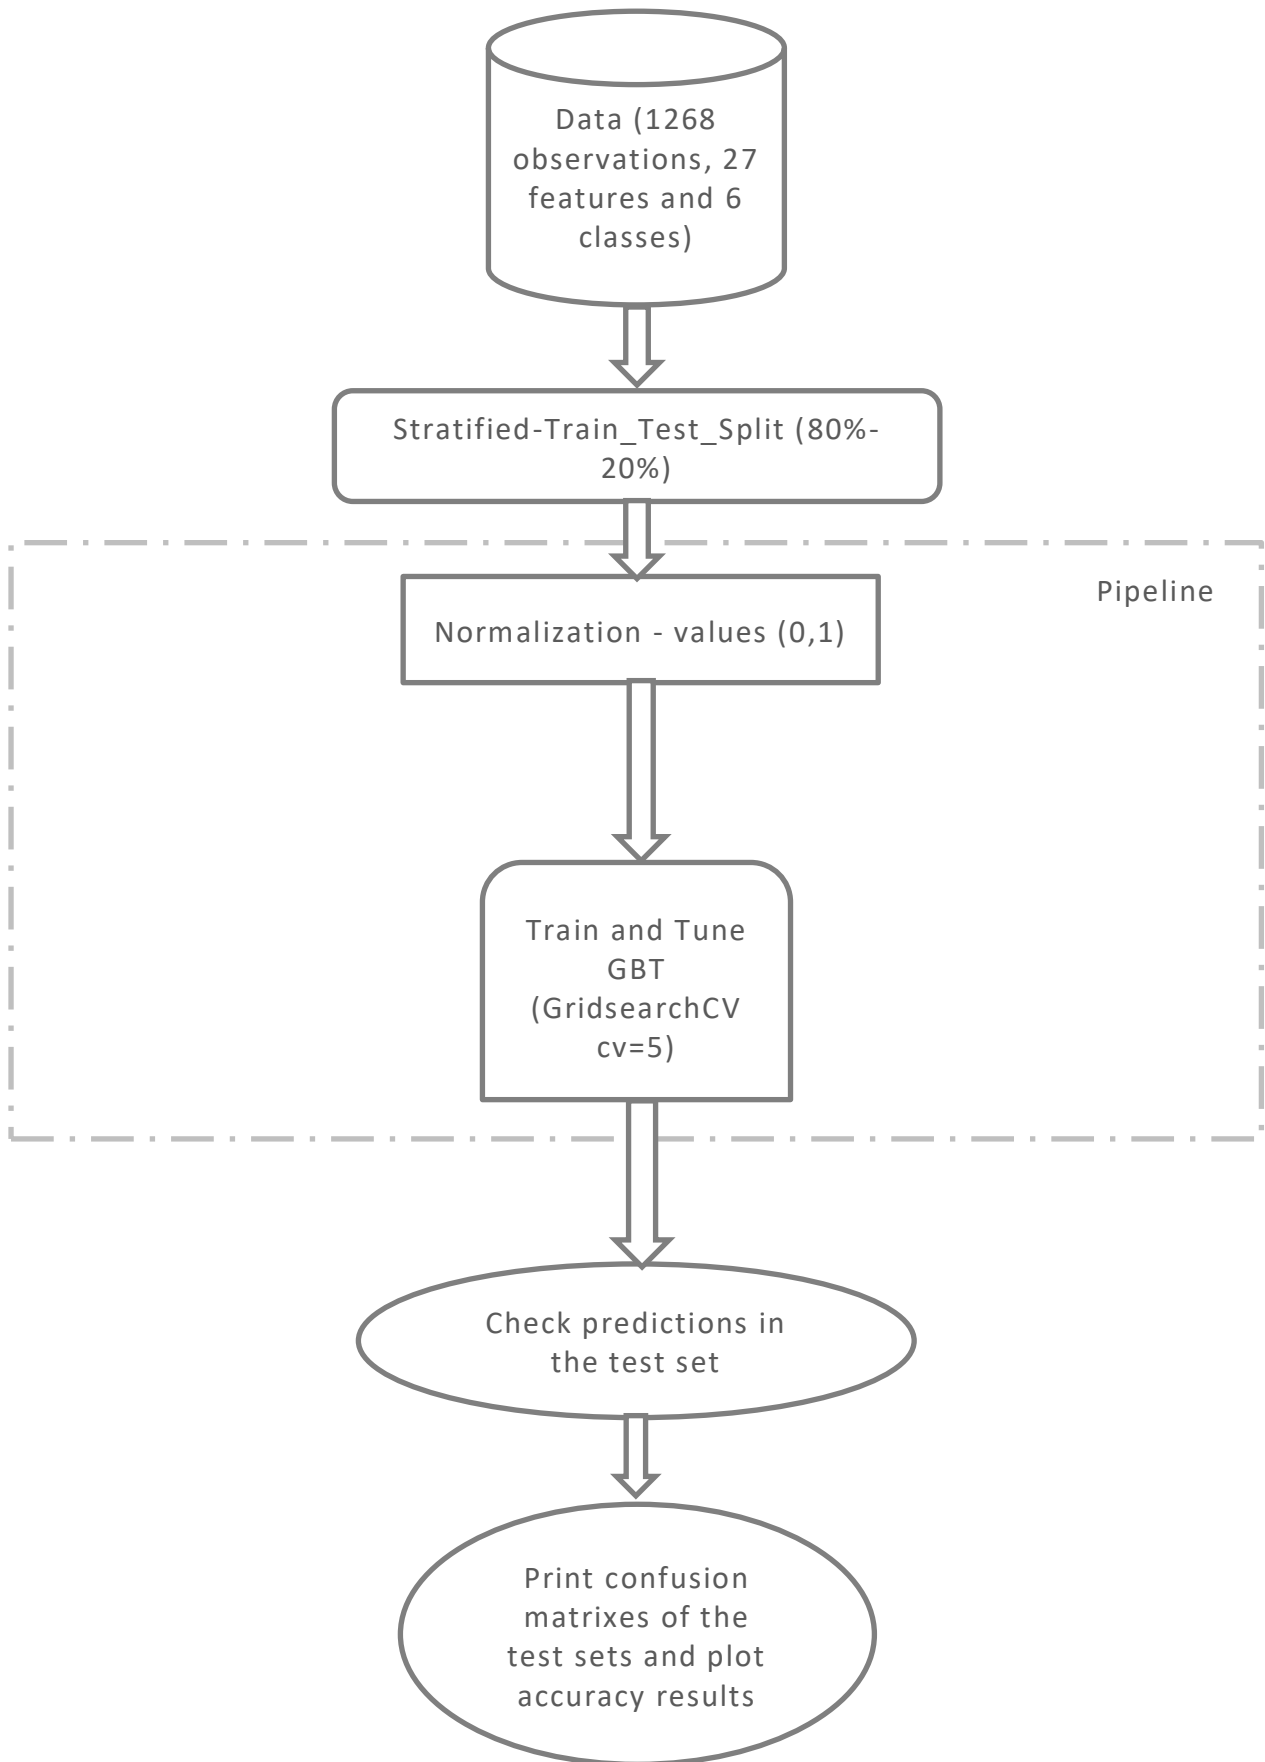 Data (1268
observations, 27
features and 6
classes)
Stratified-Train_Test_Split (80%-
20%)
Pipeline
Normalization - values (0,1)
Train and Tune
GBT
(GridsearchCV
cv=5)
Check predictions in
the test set
Print confusion
matrixes of the
test sets and plot
accuracy results